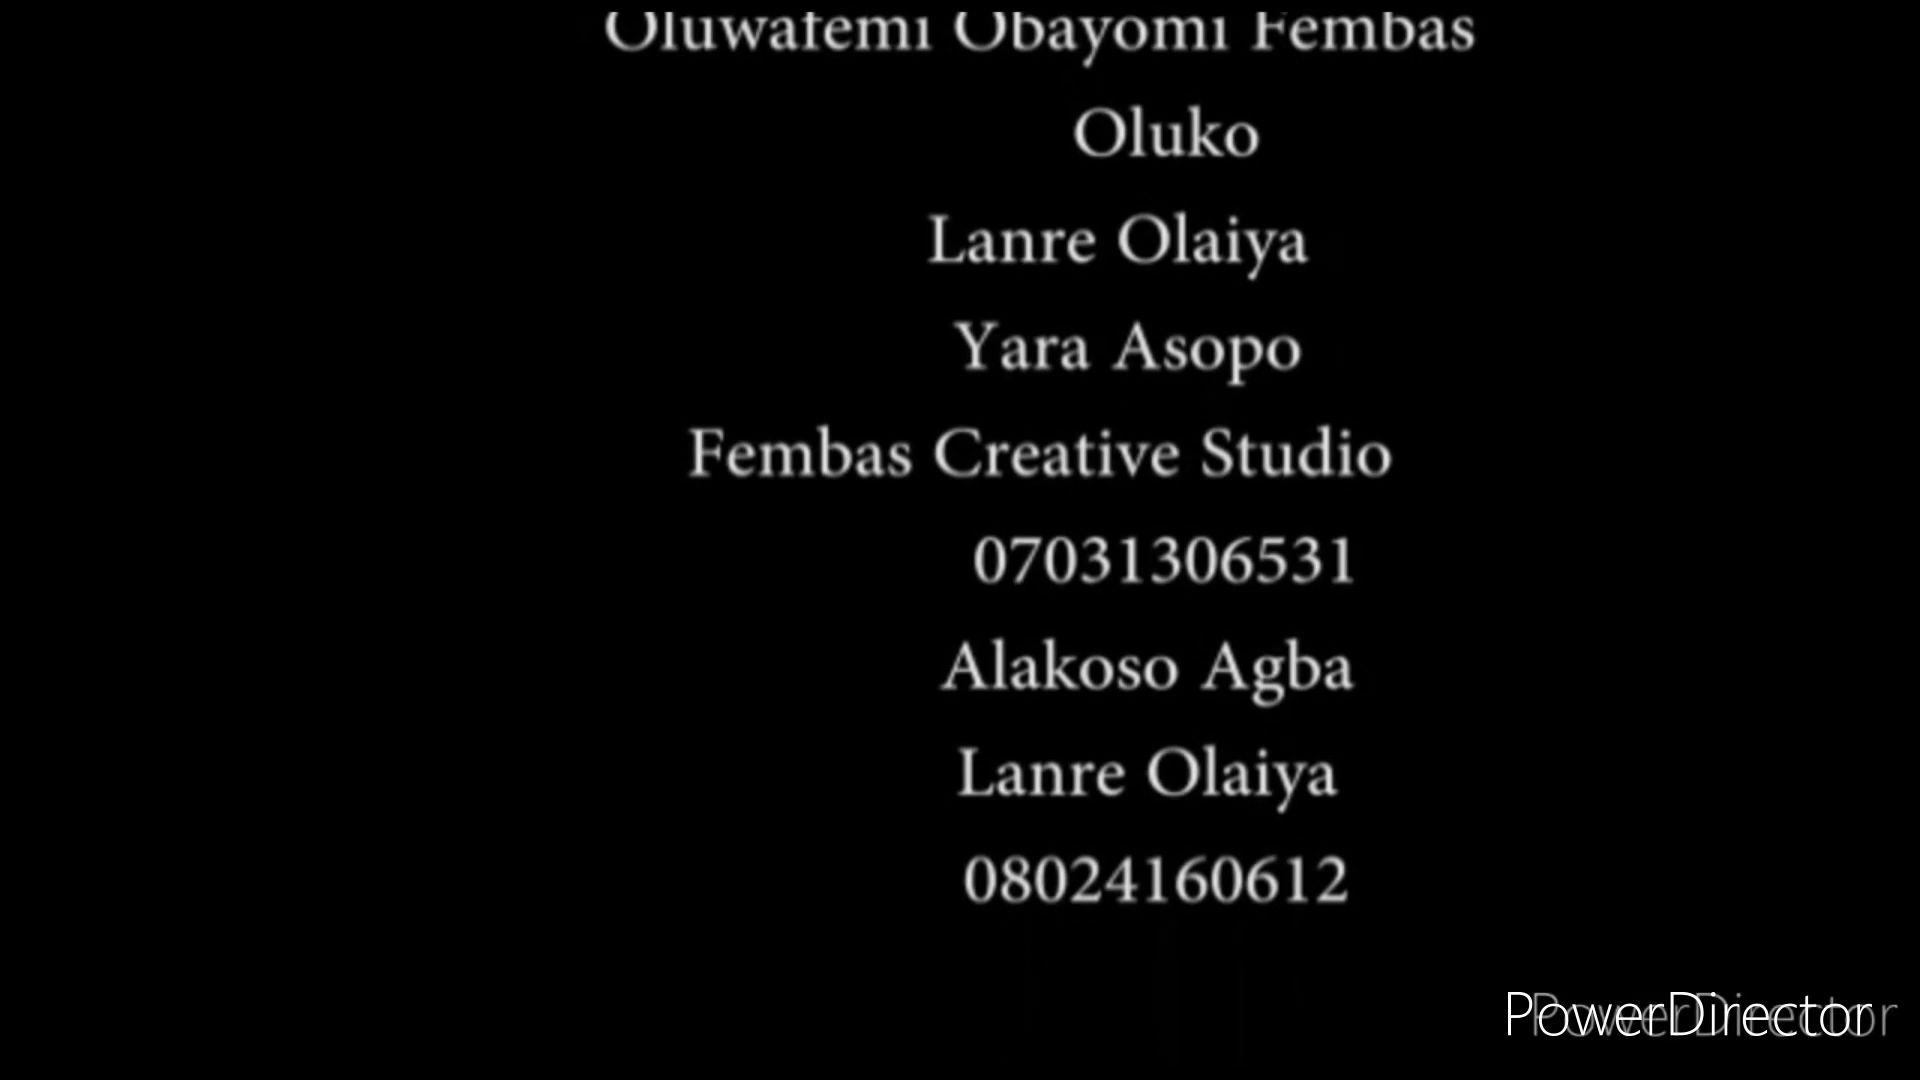 Oluwafemi Obayomi Fembas
Oluko
Lanre Olaiya
Yara Asopo
Fembas Creative Studio
07031306531
Alakoso Agba
Lanre Olaiya
08024160612
PowerDirector